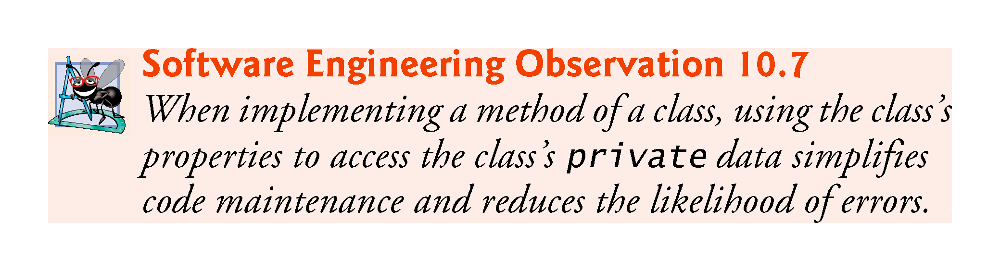 Software Engineering Observation 10.7
When implementing a method of a class, using the class’s
properties to access the class’s private data simplifies
code maintenance and reduces the likelihood of errors.